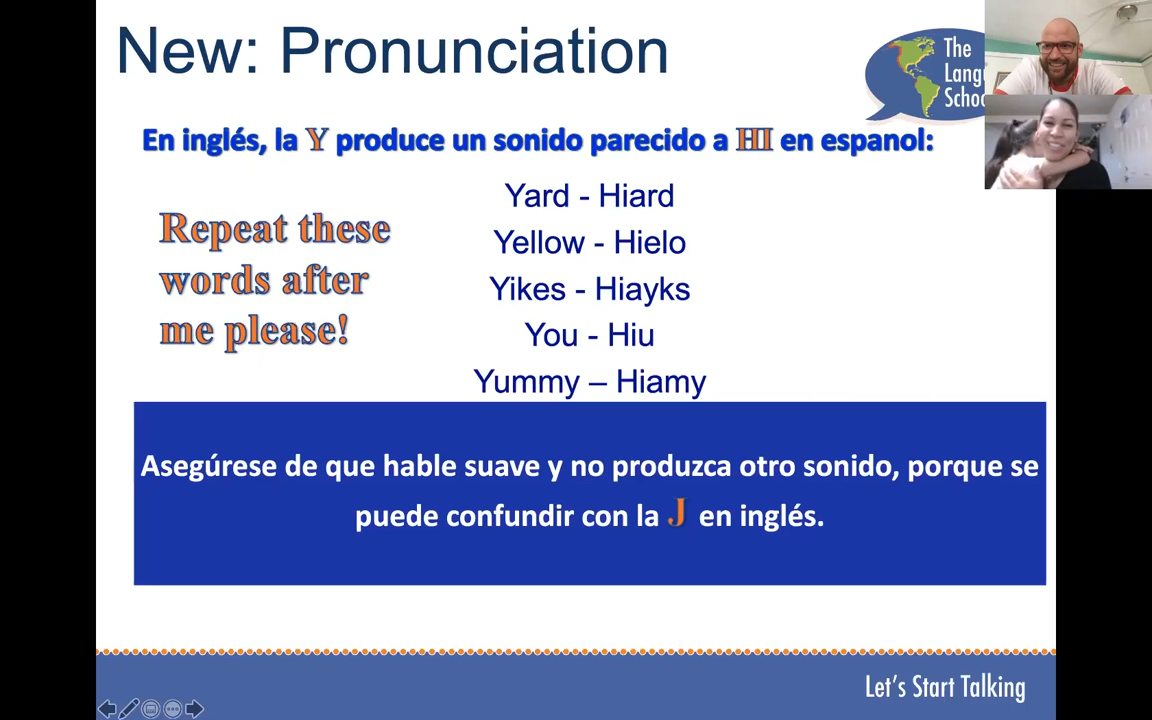 New: Pronunciation
The
School
En inglés, la Y produce un sonido parecido a HI en espanol:
Repeat these
words after
me please!
Yard - Hiard
Yellow - Hielo
Yikes - Hiayks
You - Hiu
Yummy – Hiamy
Asegúrese de que hable suave y no produzca otro sonido, porque se
puede confundir con la J en inglés.
Let's Start Talking